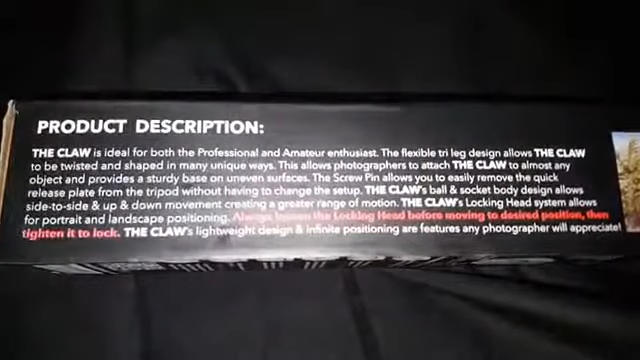 PRODUCT DESCRIPTION:
THE CLAW is ideal for both the Professional and Amateur enthusiast. The flexible tri leg design allows THE CLAW
to be twisted and shaped in many unique ways. This allows photographers to attach THE CLAW to almost any
object and provides a sturdy base on uneven surfaces. The Screw Pin allows you to easily remove the quick
release plate from the tripod without having to change the setup. THE CLAW's ball & socket body design allows
side-to-side & up & down movement creating a greater range of motion. THE CLAW's Locking Head system allows
for portrait and landscape positioning. Always loosen the Locking Head before moving to desired position, then
tighten it to lock. THE CLAW's lightweight design & infinite positioning are features any photographer will appreciate!